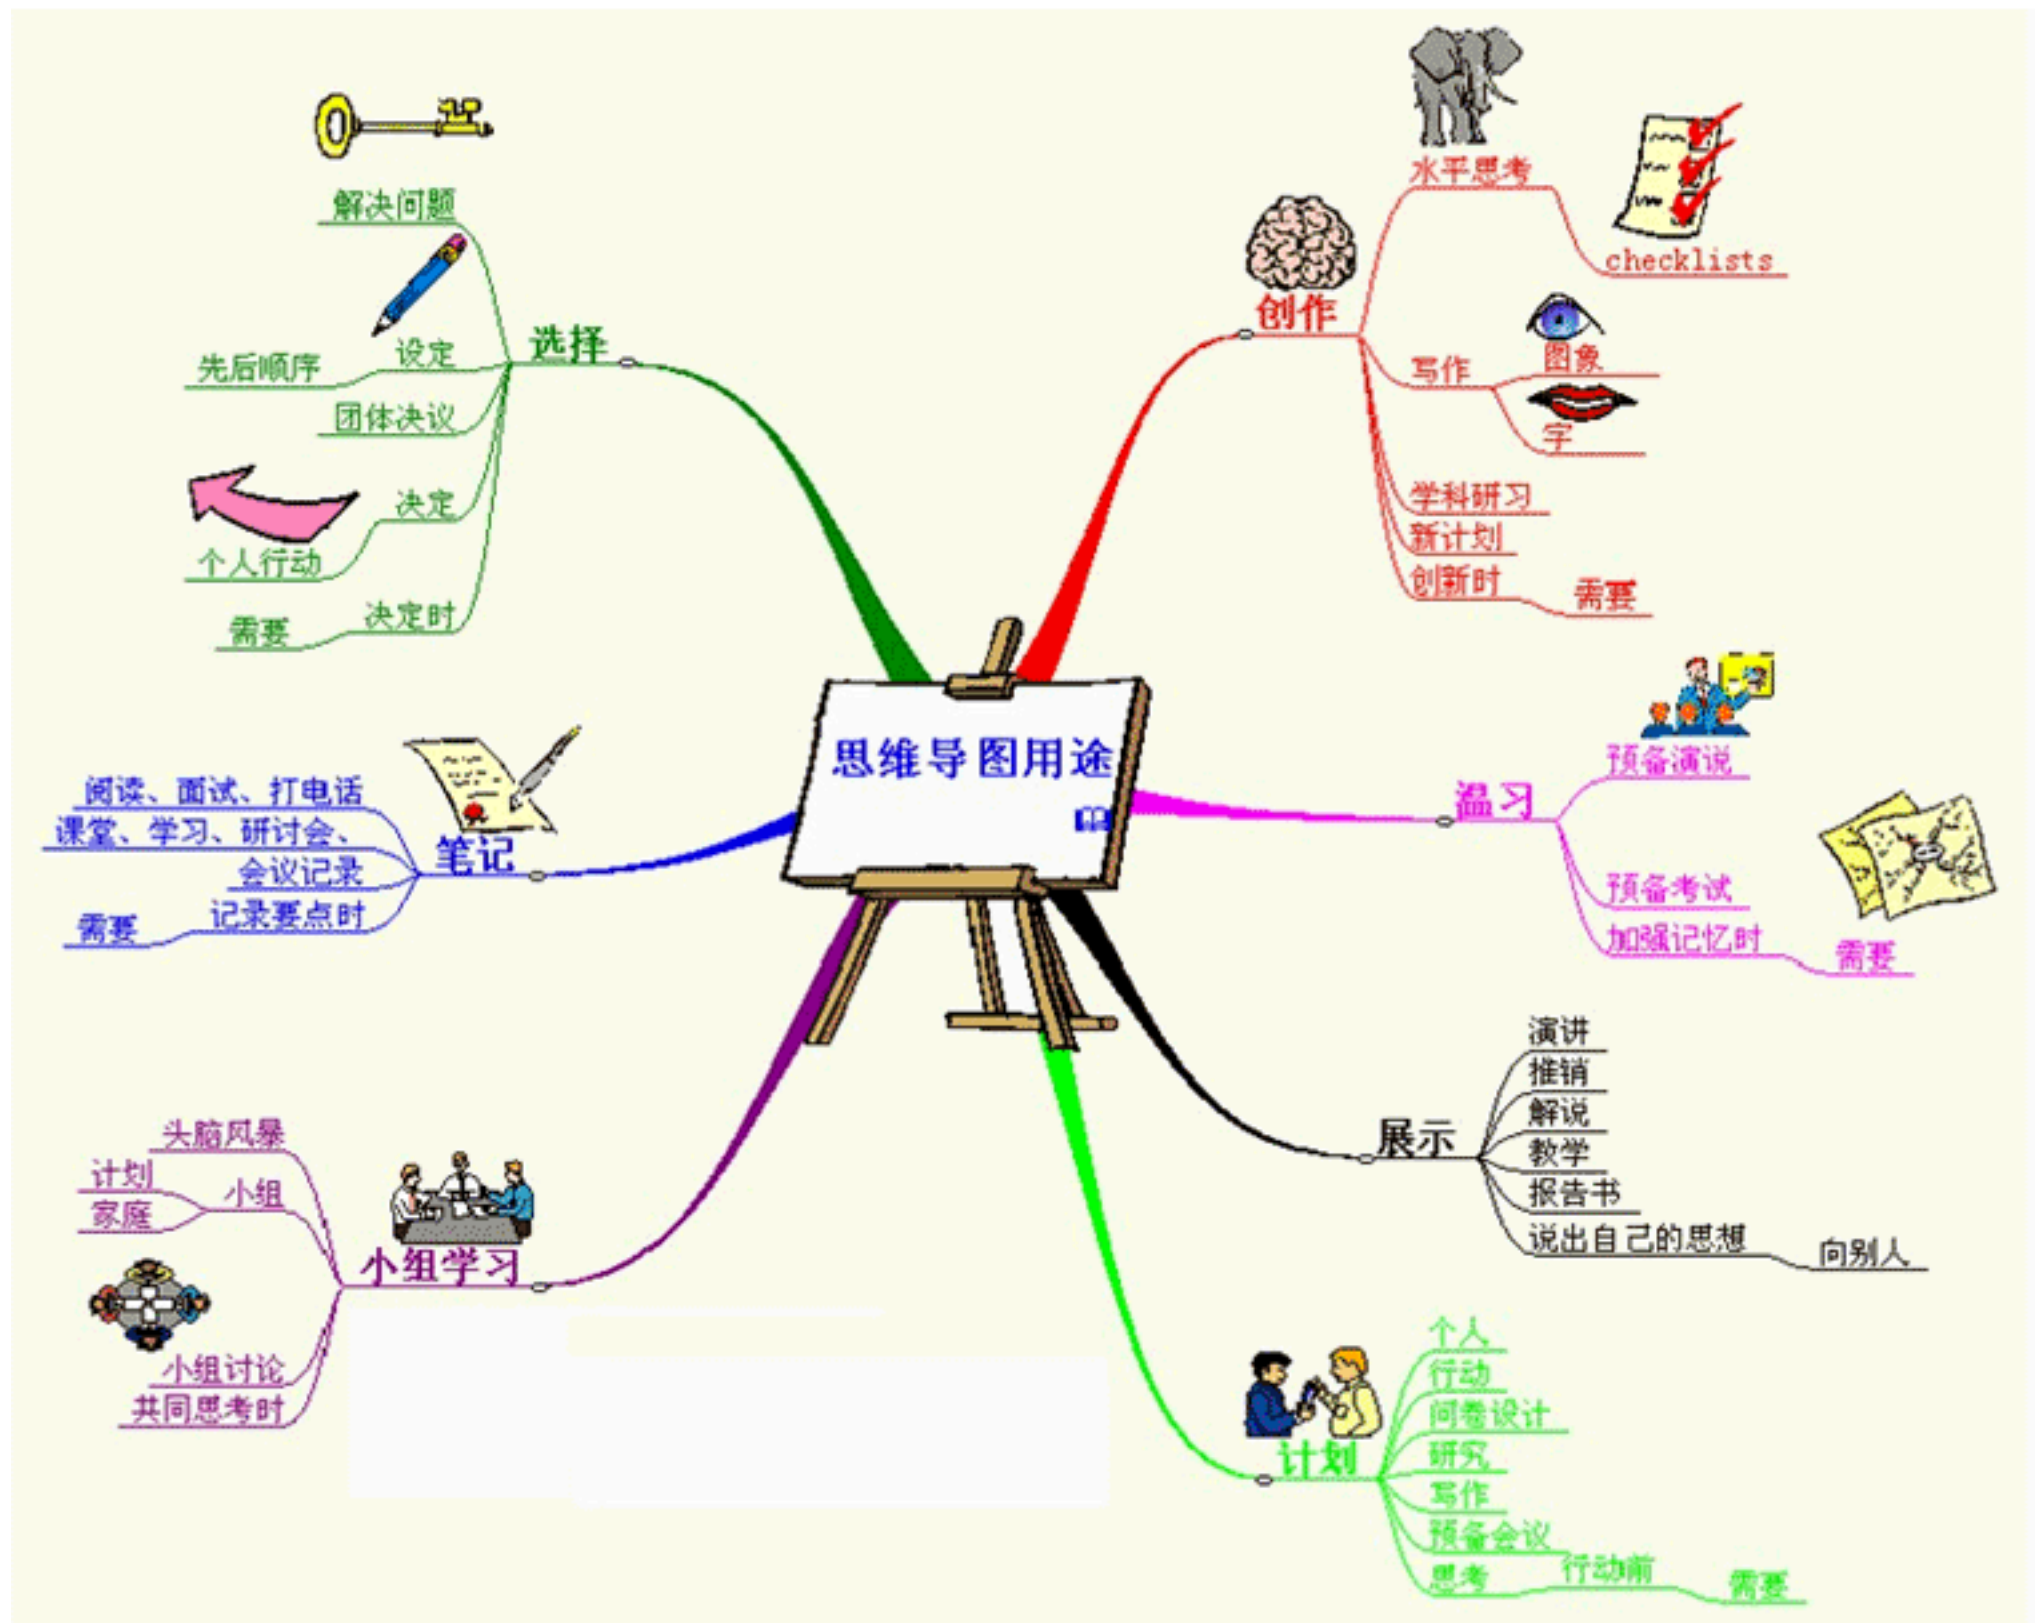 思维导图用途
创作
水平思考
checklists
写作
图象
字
学科研习
新计划
创新时
需要
温习
预备演说
预备考试
加强记忆时
需要
展示
演讲
推销
解说
教学
报告书
说出自己的思想
向别人
计划
个人
行动
问卷设计
研究
写作
预备会议
思考
行动前
需要
小组学习
头脑风暴
小组
计划
家庭
小组讨论
共同思考时
笔记
阅读、面试、打电话
课堂、学习、研讨会、
会议记录
记录要点时
需要
选择
解决问题
设定
先后顺序
团体决议
决定
个人行动
决定时
需要